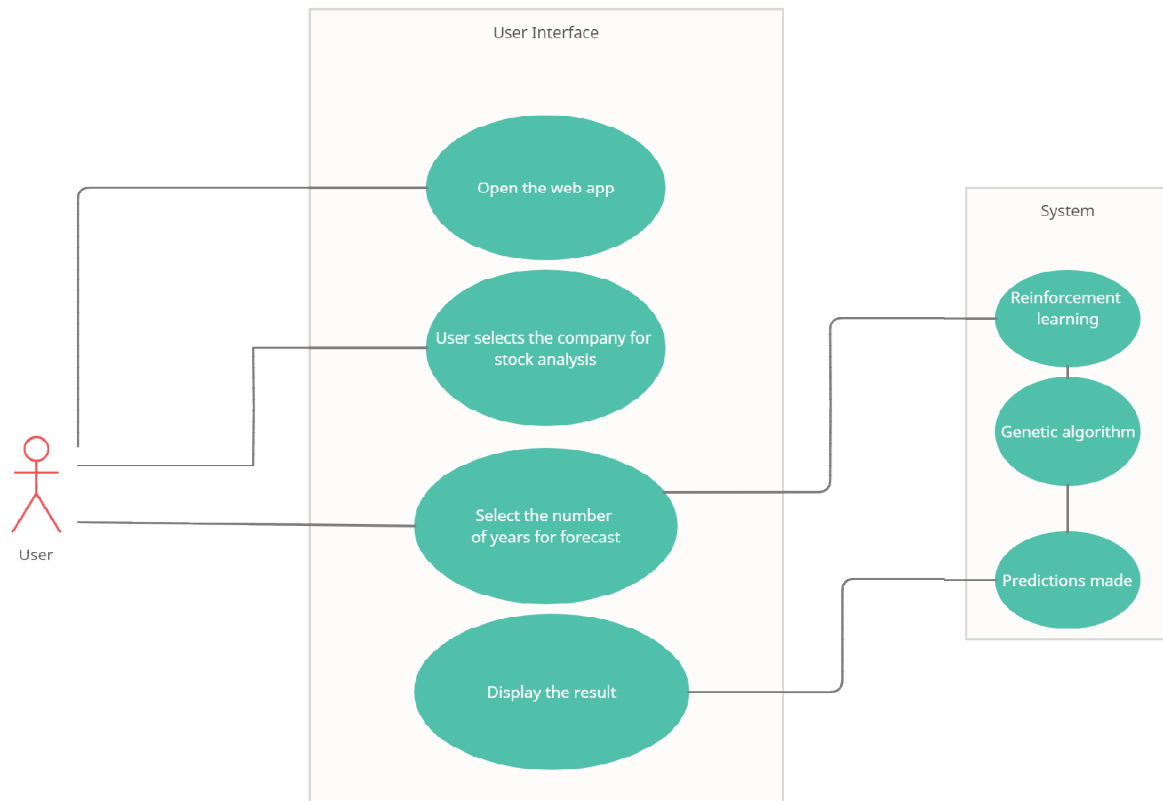 User Interface
Open the web app
User selects the company for
stock analysis
Select the number
of years for forecast
Display the result
User
System
Reinforcement
learning
Genetic algorithm
Predictions made